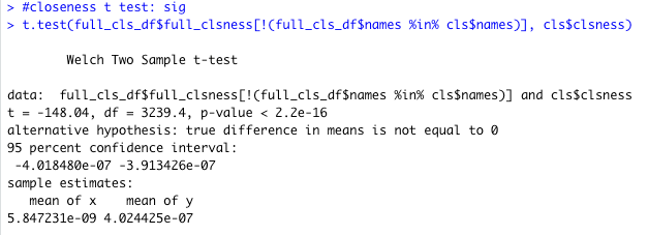 > #closeness t test: sig
> t.test(full_cls_df$full_clsness[!(full_cls_df$names %in% cls$names)], cls$clsness)
Welch Two Sample t-test
data:  full_cls_df$full_clsness[!(full_cls_df$names %in% cls$names)] and cls$clsness
t = -148.04, df = 3239.4, p-value < 2.2e-16
alternative hypothesis: true difference in means is not equal to 0
95 percent confidence interval:
-4.018480e-07 -3.913426e-07
sample estimates:
mean of x    mean of y
5.847231e-09 4.024425e-07